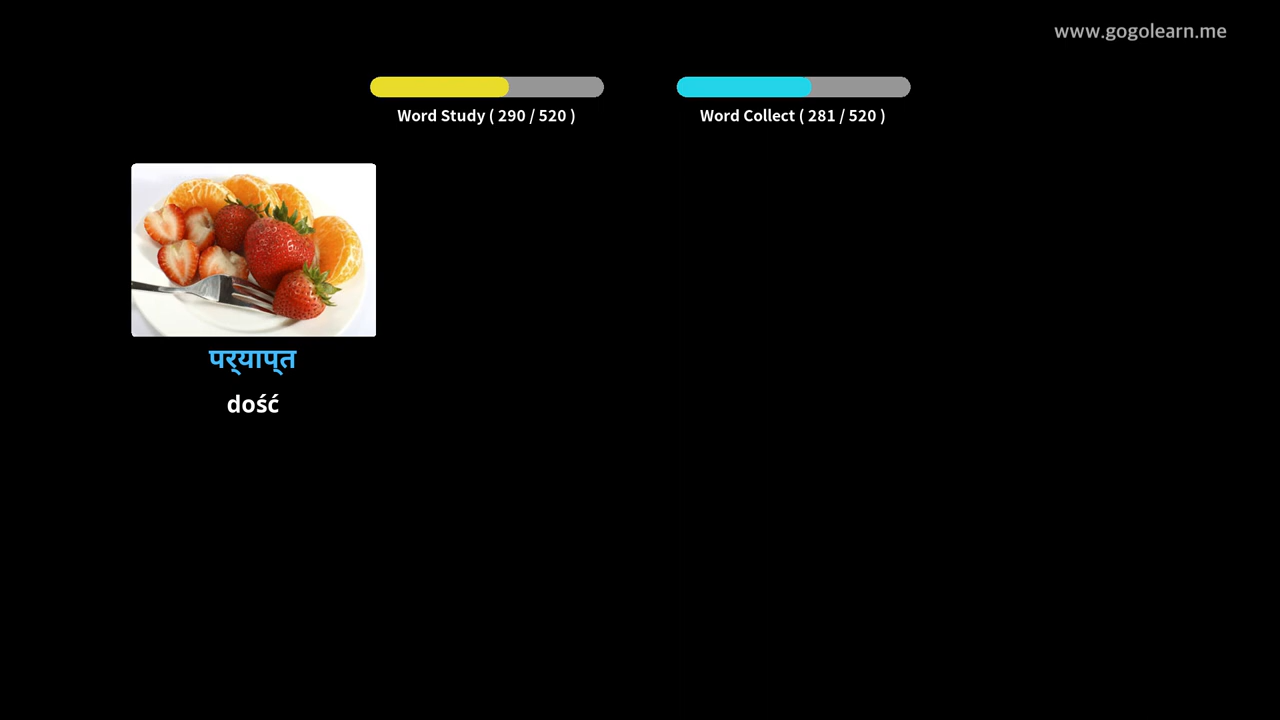 www.gogolearn.me
Word Study ( 290 / 520 )
Word Collect ( 281 / 520 )
पर्‍याप्‍त
dość